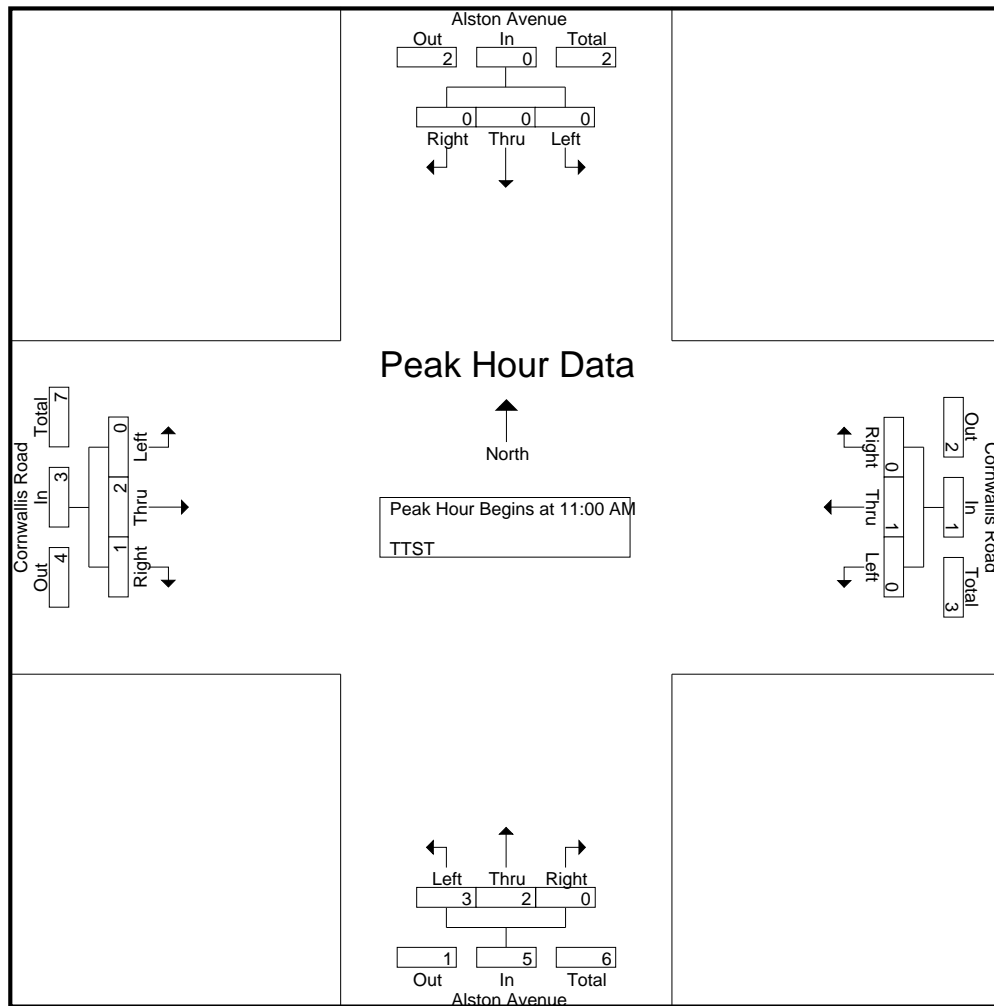 Alston Avenue
Out In Total
2 0 2
0 0 0
Right Thru Left
Peak Hour Data
North
Peak Hour Begins at 11:00 AM
TTST
Cornwallis Road
Out In Total
4 3 7
1 2 0
Right Thru Left
Cornwallis Road
Out In Total
2 1 3
0 1 0
Right Thru Left
Left Thru Right
3 2 0
1 5 6
Out In Total
Alston Avenue